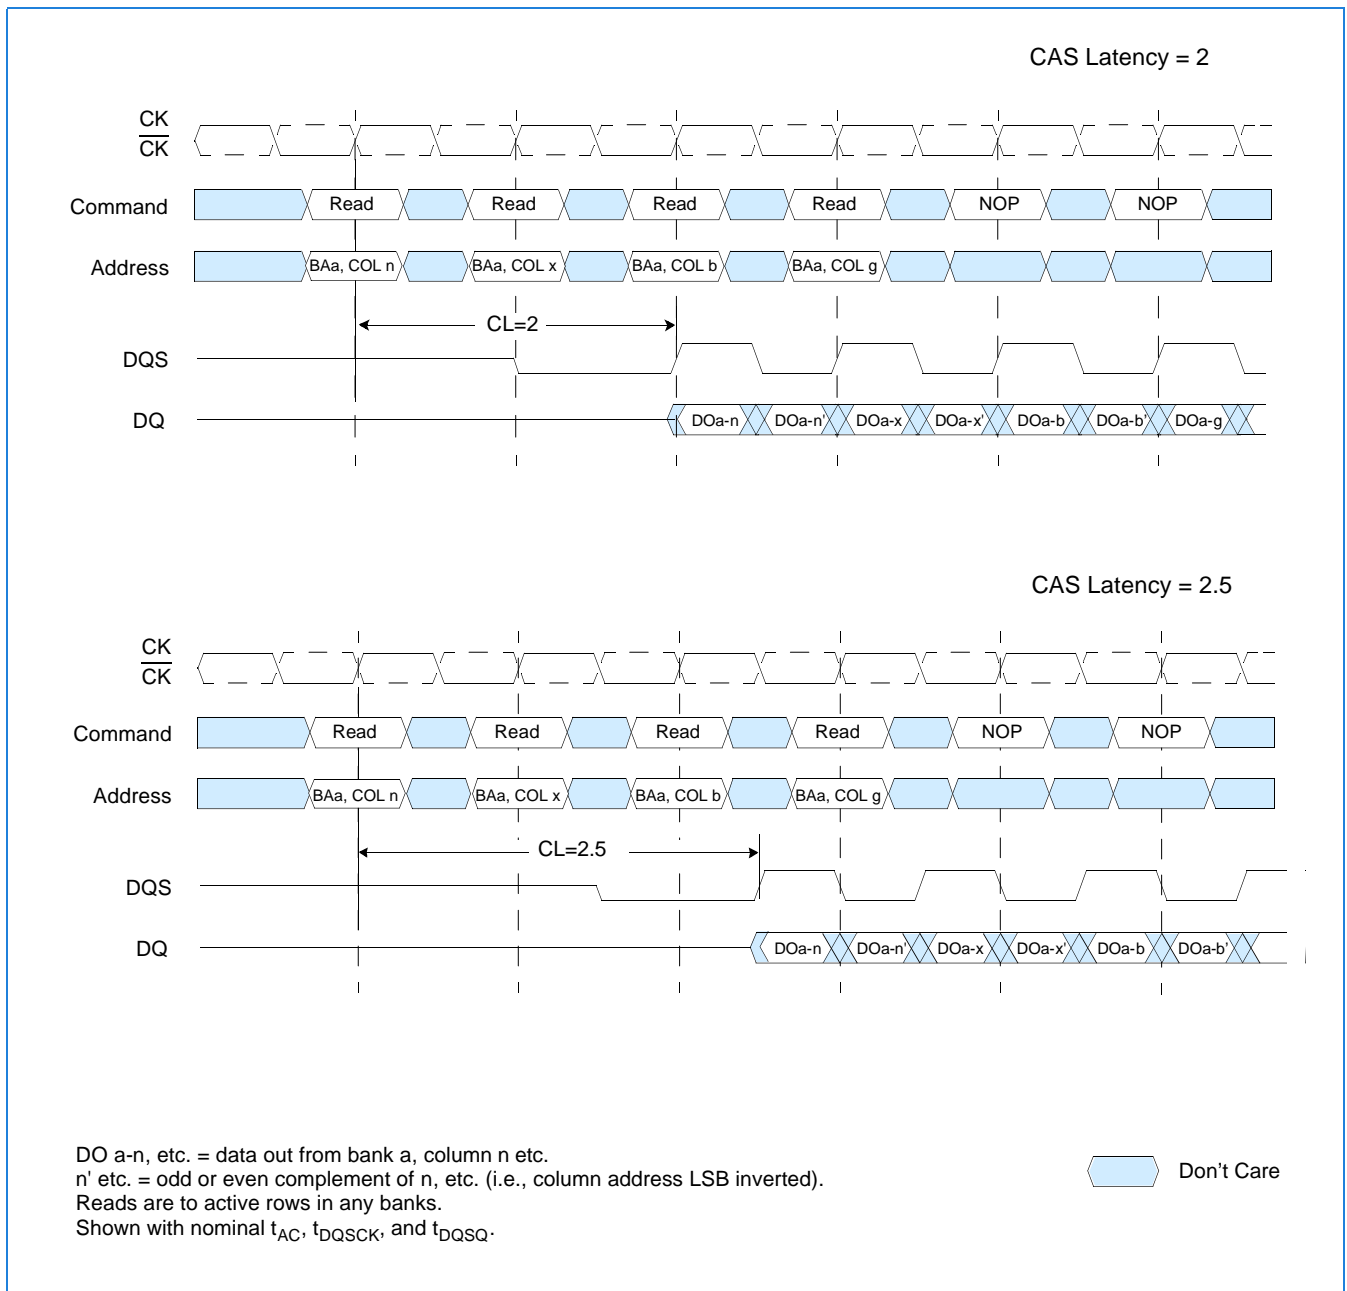 CAS Latency = 2
CK
CK
Command
Read Read Read Read NOP NOP
Address
BAa, COL n BAa, COL x BAa, COL b BAa, COL g
CL=2
DQS
DQ
DOa-n DOa-n' DOa-x DOa-x' DOa-b DOa-b' DOa-g
CAS Latency = 2.5
CK
CK
Command
Read Read Read Read NOP NOP
Address
BAa, COL n BAa, COL x BAa, COL b BAa, COL g
CL=2.5
DQS
DQ
DOa-n DOa-n' DOa-x DOa-x' DOa-b DOa-b'
DO a-n, etc. = data out from bank a, column n etc.
n' etc. = odd or even complement of n, etc. (i.e., column address LSB inverted).
Reads are to active rows in any banks.
Shown with nominal tAC, tDQSCK, and tDQSQ.
Don't Care